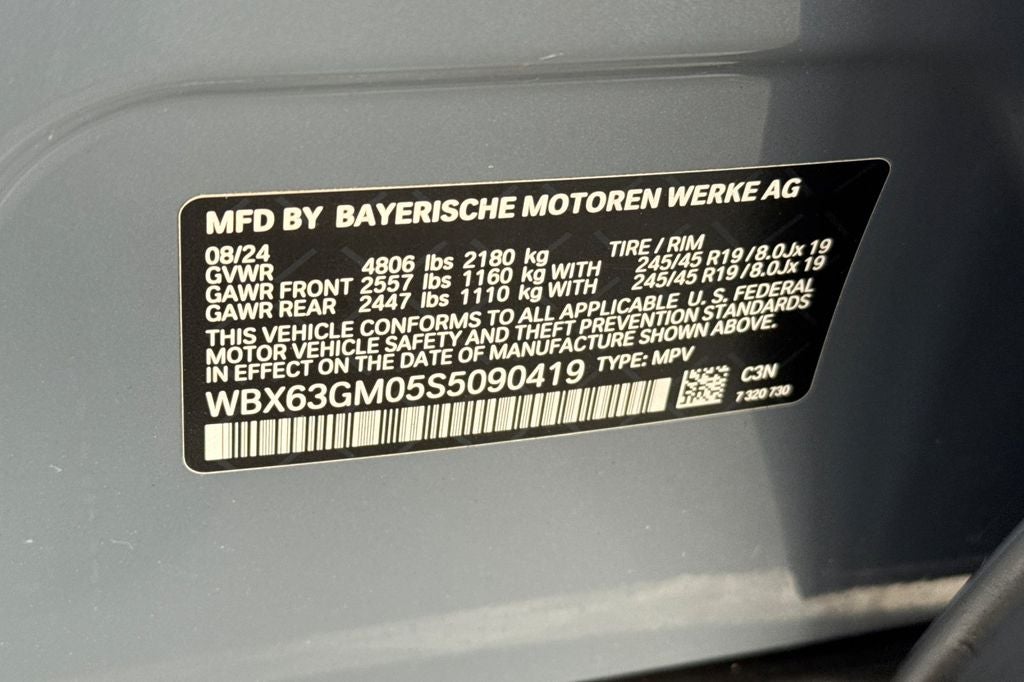 MFD BY BAYERISCHE MOTOREN WERKE AG
08/24 TIRE / RIM
GVWR 4806 lbs 2180 kg
GAWR FRONT 2557 lbs 1160 kg WITH 245/45 R19/8.0Jx 19
GAWR REAR 2447 lbs 1110 kg WITH 245/45 R19/8.0Jx 19
THIS VEHICLE CONFORMS TO ALL APPLICABLE U. S. FEDERAL
MOTOR VEHICLE SAFETY AND THEFT PREVENTION STANDARDS
IN EFFECT ON THE DATE OF MANUFACTURE SHOWN ABOVE.
WBX63GM05S5090419 TYPE: MPV
C3N
7 320 730